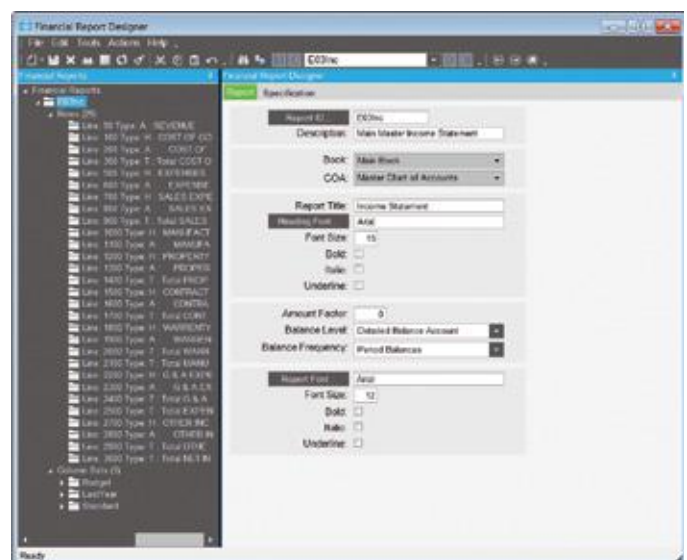 Financial Report Designer
File Edit Tools Actions Help
E03Inc
Financial Reports
Financial Report Designer
Financial Reports
E03Inc
Line: 100 Type: H : COST OF GO
Line: 200 Type: A : COST OF
Line: 300 Type: T : Total COST O
Line: 500 Type: H : EXPENSES
Line: 600 Type: A : EXPENSE
Line: 700 Type: H : SALES EXPE
Line: 800 Type: A : SALES EX
Line: 900 Type: T : Total SALES
Line: 1000 Type: H : MANUFACT
Line: 1100 Type: A : MANUFA
Line: 1200 Type: H : PROPERTY
Line: 1300 Type: A : PROPER
Line: 1400 Type: T : Total PROP
Line: 1500 Type: H : CONTRACT
Line: 1600 Type: A : CONTRA
Line: 1700 Type: T : Total CONT
Line: 1800 Type: H : WARRENTY
Line: 1900 Type: A : WARREN
Line: 2000 Type: T : Total WARR
Line: 2100 Type: T : Total MANU
Line: 2200 Type: H : G & A EXPE
Line: 2300 Type: A : G & A EX
Line: 2400 Type: T : Total G & A
Line: 2500 Type: T : Total EXPEN
Line: 2700 Type: H : OTHER INC
Line: 2800 Type: A : OTHER IN
Line: 2900 Type: T : Total OTHE
Line: 3000 Type: T : Total NET IN
Column Sets (3)
Budget
LastYear
Standard
Report Specification
Report ID: E03Inc
Description: Main Master Income Statement
Book: Main Book
COA: Master Chart of Accounts
Report Title: Income Statement
Heading Font: Arial
Font Size: 15
Bold:
Italic:
Underline:
Amount Factor: 0
Balance Level: Detailed Balance Account
Balance Frequency: Period Balances
Report Font: Arial
Font Size: 12
Bold:
Italic:
Underline:
Ready